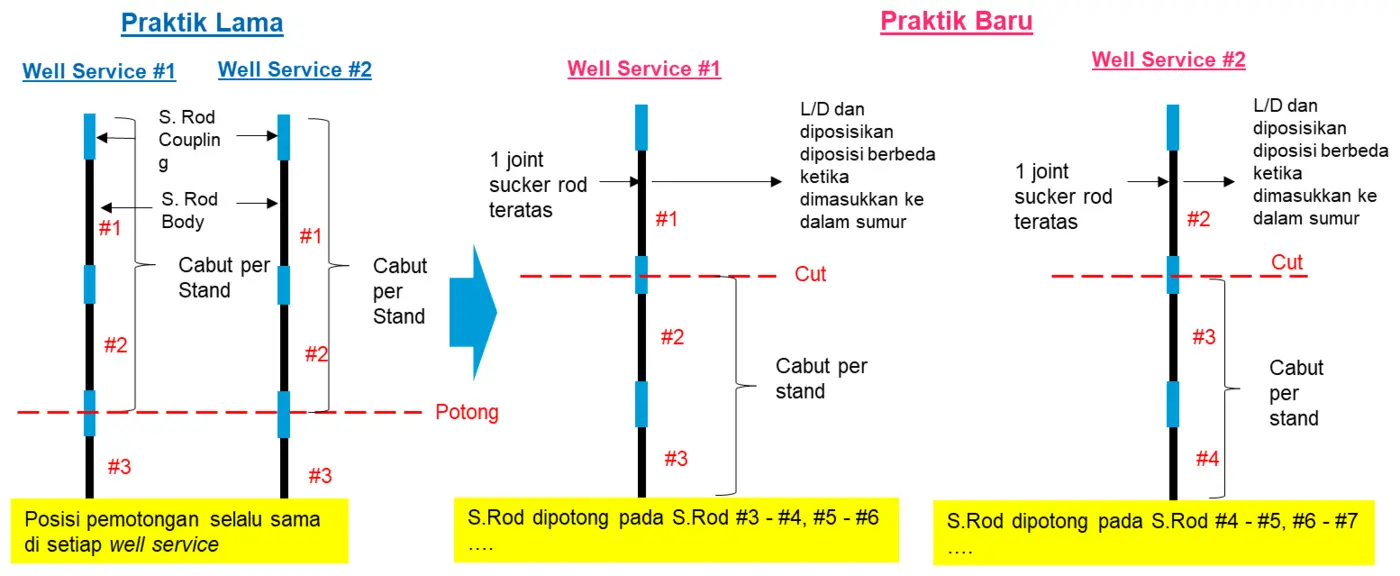 Praktik Lama
Well Service #1
Well Service #2
S. Rod
Couplin
g
S. Rod
Body
#1
#1
Cabut per
Stand
Cabut
per
Stand
#2
#2
Potong
#3
#3
Posisi pemotongan selalu sama
di setiap well service
Praktik Baru
Well Service #1
1 joint
sucker rod
teratas
L/D dan
diposisikan
diposisi berbeda
ketika
dimasukkan ke
dalam sumur
#1
Cut
#2
Cabut per
stand
#3
S.Rod dipotong pada S.Rod #3 - #4, #5 - #6
....
Well Service #2
1 joint
sucker rod
teratas
L/D dan
diposisikan
diposisi berbeda
ketika
dimasukkan ke
dalam sumur
#2
Cut
#3
Cabut
per
stand
#4
S.Rod dipotong pada S.Rod #4 - #5, #6 - #7
....